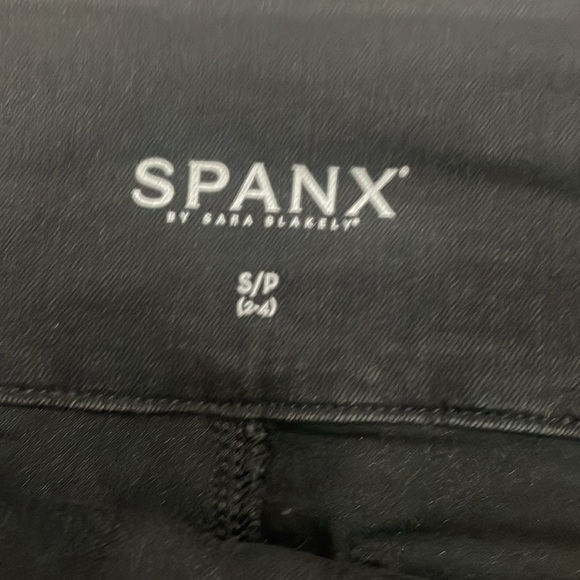 SPANX®
BY SARA BLAKELY®
S/P
(2-4)